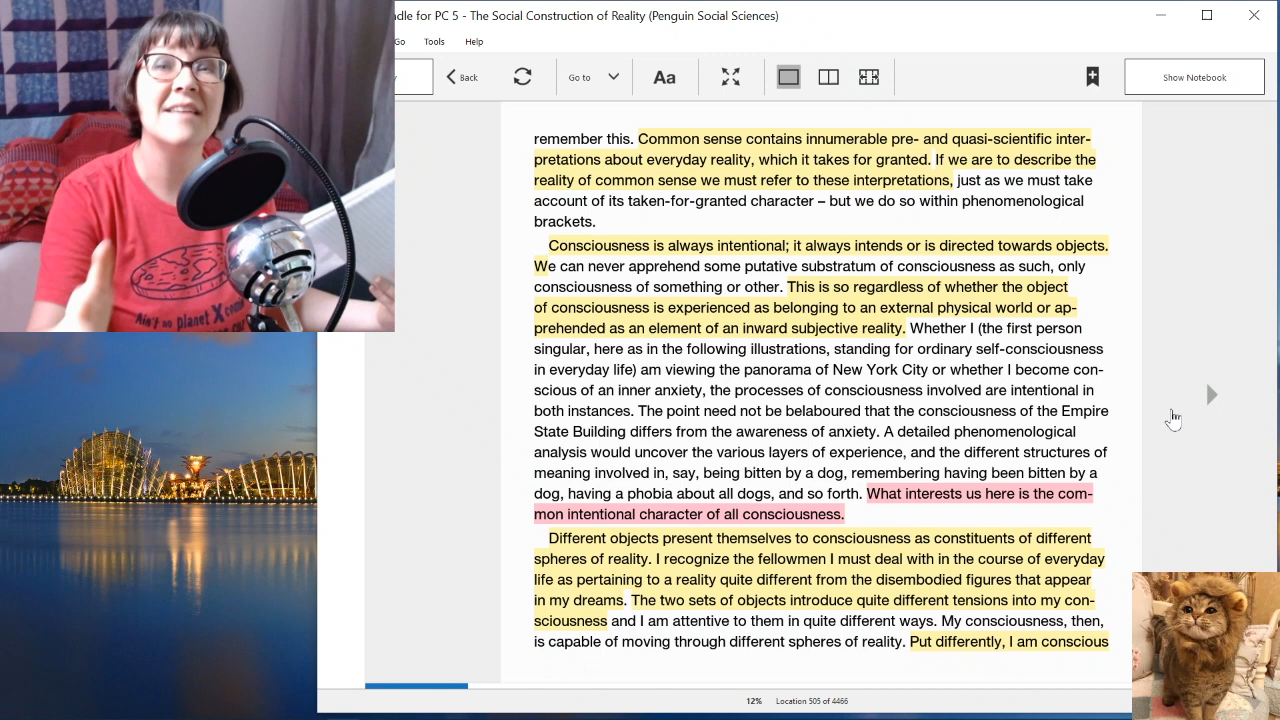 dle for PC 5 - The Social Construction of Reality (Penguin Social Sciences)
Go Tools Help
y Back Go to Aa Show Notebook
remember this. Common sense contains innumerable pre- and quasi-scientific inter-
pretations about everyday reality, which it takes for granted. If we are to describe the
reality of common sense we must refer to these interpretations, just as we must take
account of its taken-for-granted character – but we do so within phenomenological
brackets.
Consciousness is always intentional; it always intends or is directed towards objects.
We can never apprehend some putative substratum of consciousness as such, only
consciousness of something or other. This is so regardless of whether the object
of consciousness is experienced as belonging to an external physical world or ap-
prehended as an element of an inward subjective reality. Whether I (the first person
singular, here as in the following illustrations, standing for ordinary self-consciousness
in everyday life) am viewing the panorama of New York City or whether I become con-
scious of an inner anxiety, the processes of consciousness involved are intentional in
both instances. The point need not be belaboured that the consciousness of the Empire
State Building differs from the awareness of anxiety. A detailed phenomenological
analysis would uncover the various layers of experience, and the different structures of
meaning involved in, say, being bitten by a dog, remembering having been bitten by a
dog, having a phobia about all dogs, and so forth. What interests us here is the com-
mon intentional character of all consciousness.
Different objects present themselves to consciousness as constituents of different
spheres of reality. I recognize the fellowmen I must deal with in the course of everyday
life as pertaining to a reality quite different from the disembodied figures that appear
in my dreams. The two sets of objects introduce quite different tensions into my con-
sciousness and I am attentive to them in quite different ways. My consciousness, then,
is capable of moving through different spheres of reality. Put differently, I am conscious
12% Location 505 of 4466
Ain't no planet X